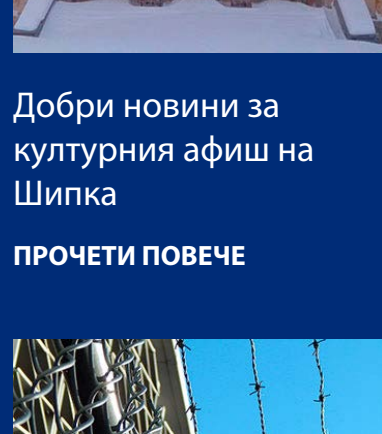 Добри новини за
културния афиш на
Шипка
ПРОЧЕТИ ПОВЕЧЕ